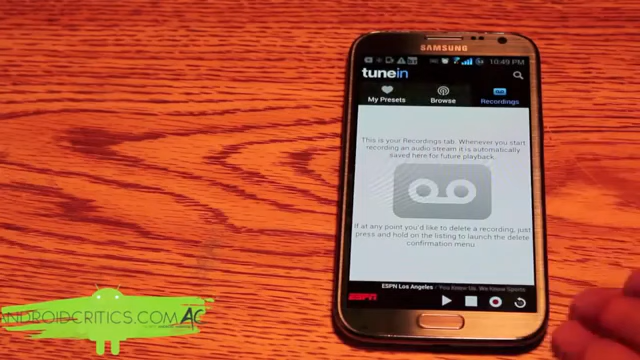 SAMSUNG
10:49 PM
tunein
My Presets
Browse
Recordings
This is your Recordings tab. Whenever you start
recording an audio stream it is automatically
saved here for future playback.
If at any point you'd like to delete a recording, just
press and hold on the listing to launch the delete
confirmation menu.
ESPN Los Angeles
You Know Us. We Know Sports
ESPN
ANDROIDCRITICS.COM AC